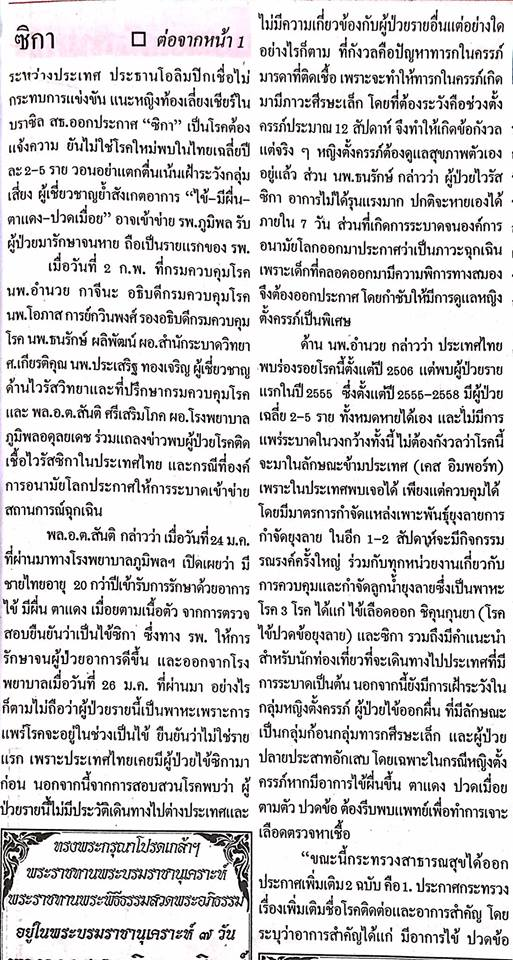 ซิกา
□ ต่อจากหน้า 1
ระหว่างประเทศ ประธานโอลิมปิกเชื่อไม่
กระทบการแข่งขัน แนะหญิงท้องเลี่ยงเชียร์ใน
บราซิล สธ.ออกประกาศ “ซิกา” เป็นโรคต้อง
แจ้งความ ยันไม่ใช่โรคใหม่พบในไทยเฉลี่ยปี
ละ 2-5 ราย วอนอย่าแตกตื่นเน้นเฝ้าระวังกลุ่ม
เสี่ยง ผู้เชี่ยวชาญย้ำสังเกตอาการ “ไข้-มีผื่น-
ตาแดง-ปวดเมื่อย” อาจเข้าข่าย รพ.ภูมิพล รับ
ผู้ป่วยมารักษาจนหาย ถือเป็นรายแรกของ รพ.
เมื่อวันที่ 2 ก.พ. ที่กรมควบคุมโรค
นพ.อำนวย กาจีนะ อธิบดีกรมควบคุมโรค
นพ.โอภาส การย์กวินพงศ์ รองอธิบดีกรมควบคุม
โรค นพ.ธนรักษ์ ผลิพัฒน์ ผอ.สำนักระบาดวิทยา
ศ.เกียรติคุณ นพ.ประเสริฐ ทองเจริญ ผู้เชี่ยวชาญ
ด้านไวรัสวิทยาและที่ปรึกษากรมควบคุมโรค
และ พล.อ.ต.สันติ ศรีเสริมโภค ผอ.โรงพยาบาล
ภูมิพลอดุลยเดช ร่วมแถลงข่าวพบผู้ป่วยโรคติด
เชื้อไวรัสซิกาในประเทศไทย และกรณีที่องค์
การอนามัยโลกประกาศให้การระบาดเข้าข่าย
สถานการณ์ฉุกเฉิน
พล.อ.ต.สันติ กล่าวว่า เมื่อวันที่ 24 ม.ค.
ที่ผ่านมาทางโรงพยาบาลภูมิพลฯ เปิดเผยว่า มี
ชายไทยอายุ 20 กว่าปีเข้ารับการรักษาด้วยอาการ
ไข้ มีผื่น ตาแดง เมื่อยตามเนื้อตัว จากการตรวจ
สอบยืนยันว่าเป็นไข้ซิกา ซึ่งทาง รพ. ให้การ
รักษาจนผู้ป่วยอาการดีขึ้น และออกจากโรง
พยาบาลเมื่อวันที่ 26 ม.ค. ที่ผ่านมา อย่างไร
ก็ตามไม่ถือว่าผู้ป่วยรายนี้เป็นพาหะเพราะการ
แพร่โรคจะอยู่ในช่วงเป็นไข้ ยืนยันว่าไม่ใช่ราย
แรก เพราะประเทศไทยเคยมีผู้ป่วยไข้ซิกามา
ก่อน นอกจากนี้จากการสอบสวนโรคพบว่า ผู้
ป่วยรายนี้ไม่มีประวัติเดินทางไปต่างประเทศและ
ทรงพระกรุณาโปรดเกล้าฯ
พระราชทานพระบรมราชานุเคราะห์
พระราชทานพระพิธีธรรมสวดพระอภิธรรม
อยู่ในพระบรมราชานุเคราะห์ ๗ วัน
ไม่มีความเกี่ยวข้องกับผู้ป่วยรายอื่นแต่อย่างใด
อย่างไรก็ตาม ที่กังวลคือปัญหาทารกในครรภ์
มารดาที่ติดเชื้อ เพราะจะทำให้ทารกในครรภ์เกิด
มามีภาวะศีรษะเล็ก โดยที่ต้องระวังคือช่วงตั้ง
ครรภ์ประมาณ 12 สัปดาห์ จึงทำให้เกิดข้อกังวล
แต่จริง ๆ หญิงตั้งครรภ์ต้องดูแลสุขภาพตัวเอง
อยู่แล้ว ส่วน นพ.ธนรักษ์ กล่าวว่า ผู้ป่วยไวรัส
ซิกา อาการไม่ได้รุนแรงมาก ปกติจะหายเองได้
ภายใน 7 วัน ส่วนที่เกิดการระบาดจนองค์การ
อนามัยโลกออกมาประกาศว่าเป็นภาวะฉุกเฉิน
เพราะเด็กที่คลอดออกมามีความพิการทางสมอง
จึงต้องออกประกาศ โดยกำชับให้มีการดูแลหญิง
ตั้งครรภ์เป็นพิเศษ
ด้าน นพ.อำนวย กล่าวว่า ประเทศไทย
พบร่องรอยโรคนี้ตั้งแต่ปี 2506 แต่พบผู้ป่วยราย
แรกในปี 2555 ซึ่งตั้งแต่ปี 2555-2558 มีผู้ป่วย
เฉลี่ย 2-5 ราย ทั้งหมดหายได้เอง และไม่มีการ
แพร่ระบาดในวงกว้างทั้งนี้ ไม่ต้องกังวลว่าโรคนี้
จะมาในลักษณะข้ามประเทศ (เคส อิมพอร์ท)
เพราะในประเทศพบเจอได้ เพียงแต่ควบคุมได้
โดยมีมาตรการกำจัดแหล่งเพาะพันธุ์ยุงลายการ
กำจัดยุงลาย ในอีก 1-2 สัปดาห์จะมีกิจกรรม
รณรงค์ครั้งใหญ่ ร่วมกับทุกหน่วยงานเกี่ยวกับ
การควบคุมและกำจัดลูกน้ำยุงลายซึ่งเป็นพาหะ
โรค 3 โรค ได้แก่ ไข้เลือดออก ชิคุนกุนยา (โรค
ไข้ปวดข้อยุงลาย) และซิกา รวมถึงมีคำแนะนำ
สำหรับนักท่องเที่ยวที่จะเดินทางไปประเทศที่มี
การระบาดเป็นต้น นอกจากนี้ยังมีการเฝ้าระวังใน
กลุ่มหญิงตั้งครรภ์ ผู้ป่วยไข้ออกผื่น ที่มีลักษณะ
เป็นกลุ่มก้อนกลุ่มทารกศีรษะเล็ก และผู้ป่วย
ปลายประสาทอักเสบ โดยเฉพาะในกรณีหญิงตั้ง
ครรภ์หากมีอาการไข้ผื่นขึ้น ตาแดง ปวดเมื่อย
ตามตัว ปวดข้อ ต้องรีบพบแพทย์เพื่อทำการเจาะ
เลือดตรวจหาเชื้อ
“ขณะนี้กระทรวงสาธารณสุขได้ออก
ประกาศเพิ่มเติม 2 ฉบับ คือ 1. ประกาศกระทรวง
เรื่องเพิ่มเติมชื่อโรคติดต่อและอาการสำคัญ โดย
ระบุว่าอาการสำคัญได้แก่ มีอาการไข้ ปวดข้อ